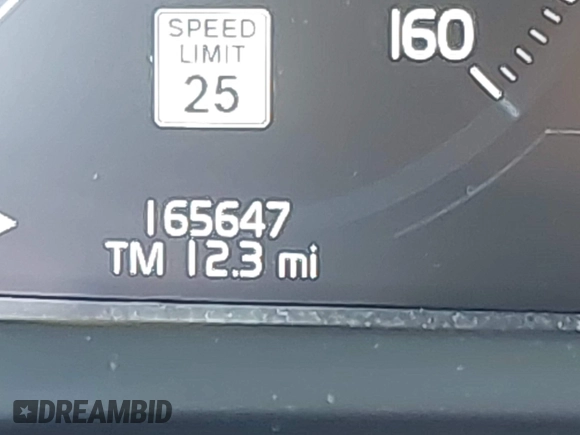 SPEED
LIMIT
25
160
165647
TM 12.3 mi
DREAMBID